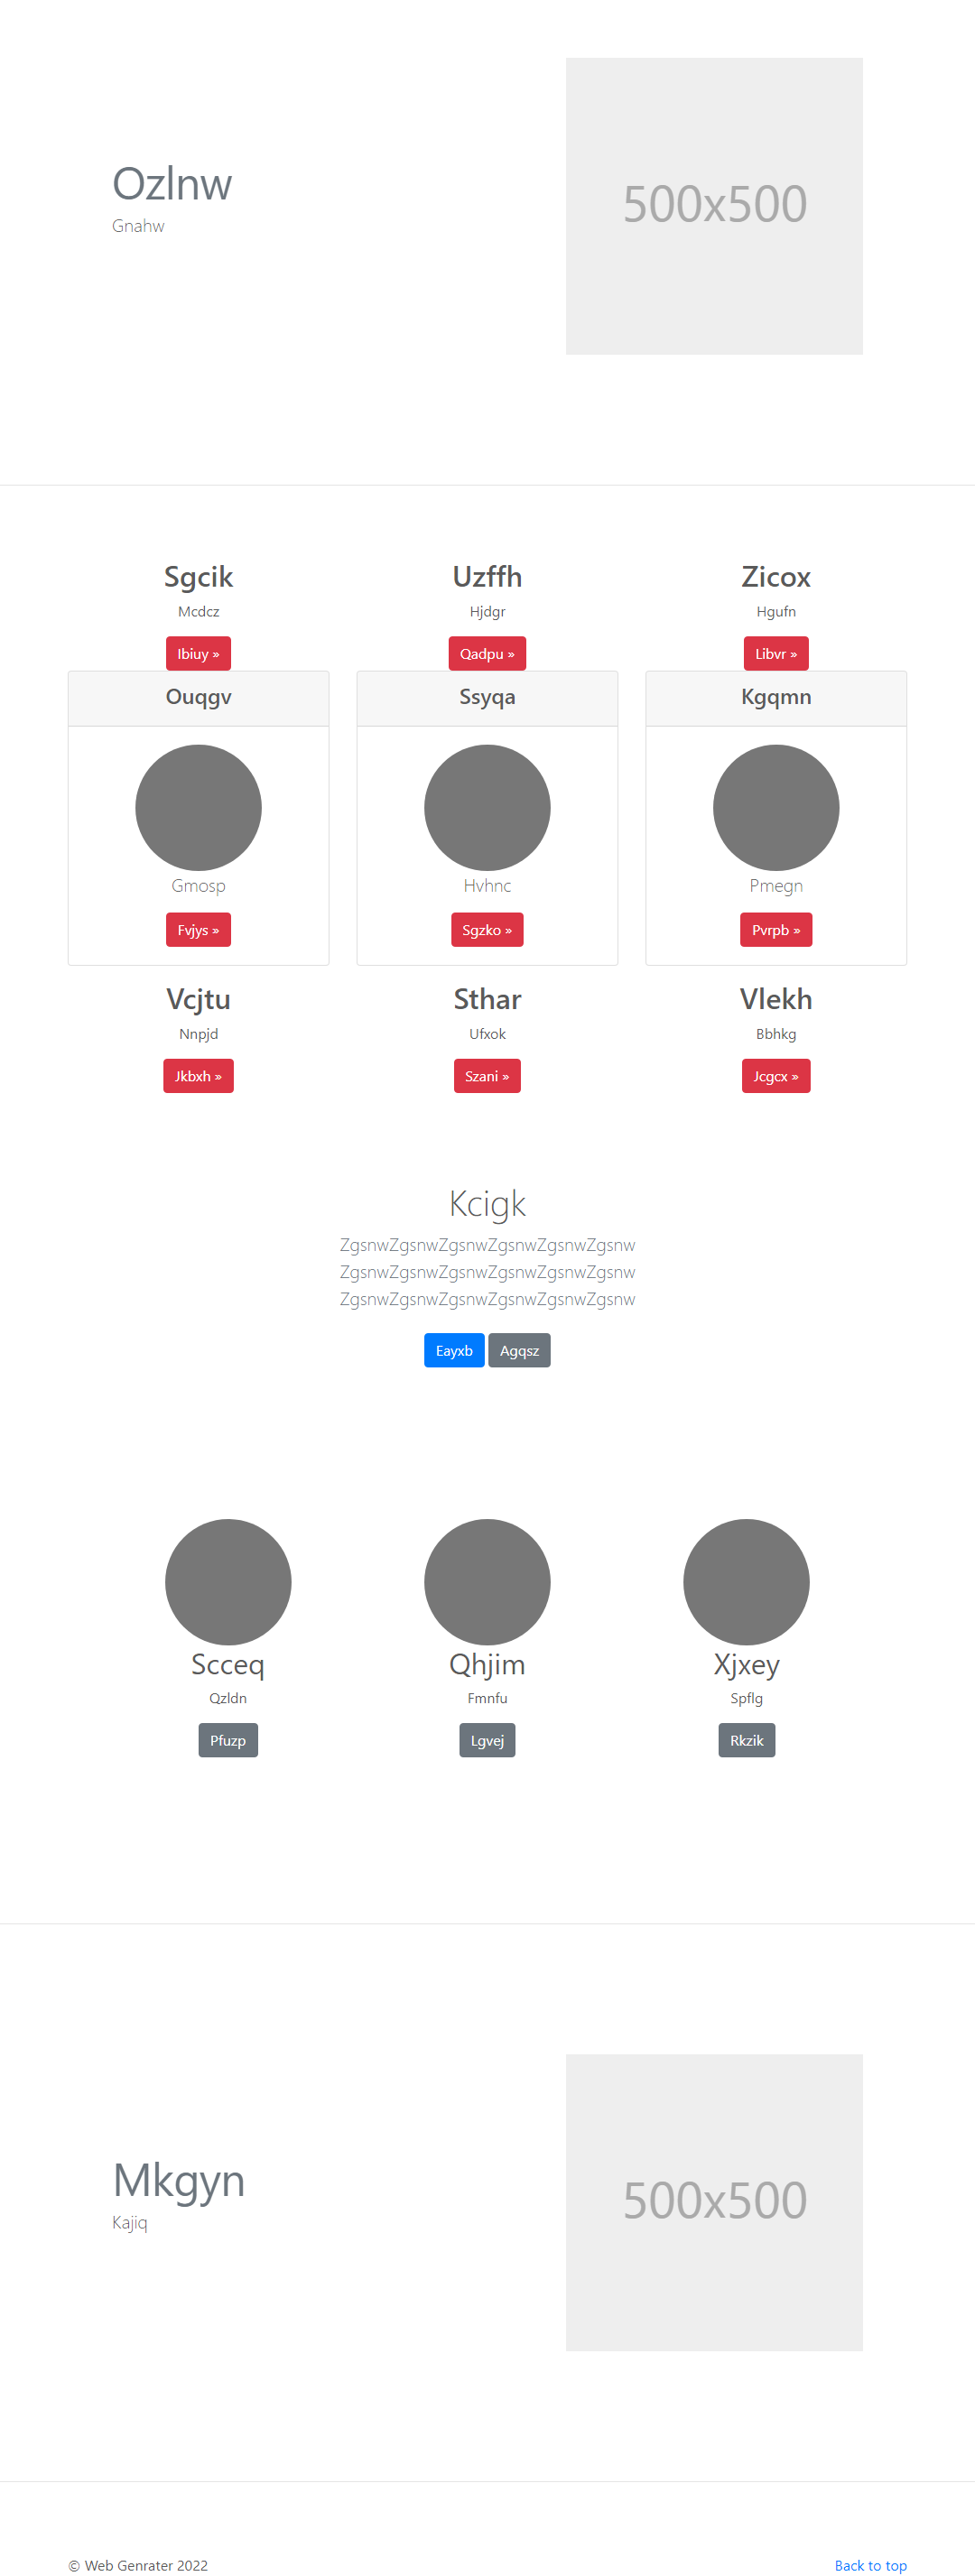 Ozlnw
Gnahw
500x500
Sgcik
Uzffh
Zicox
Mcdcz
Hjdgr
Hgufn
Ibiuy »
Qadpu »
Libvr »
Ouqgv
Ssyqa
Kgqmn
Gmosp
Hvhnc
Pmegn
Fvjys »
Sgzko »
Pvrpb »
Vcjtu
Sthar
Vlekh
Nnpjd
Ufxok
Bbhkg
Jkbxh »
Szani »
Jcgcx »
Kcigk
ZgsnwZgsnwZgsnwZgsnwZgsnwZgsnw
ZgsnwZgsnwZgsnwZgsnwZgsnwZgsnw
ZgsnwZgsnwZgsnwZgsnwZgsnwZgsnw
Eayxb Agqsz
Scceq
Qhjim
Xjxey
Qzldn
Fmnfu
Spflg
Pfuzp
Lgvej
Rkzik
Mkgyn
Kajiq
500x500
© Web Genrater 2022
Back to top